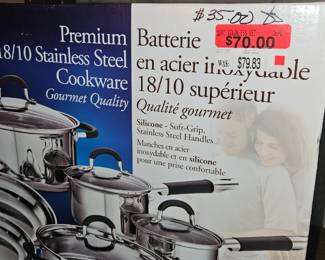 $35.00
$70.00
$79.83
Premium
18/10 Stainless Steel
Cookware
Gourmet Quality
Batterie
en acier inoxydable
18/10 supérieur
Qualité gourmet
Silicone - Soft-Grip,
Stainless Steel Handles
Manches en acier
inoxydable et en silicone
pour une prise confortable